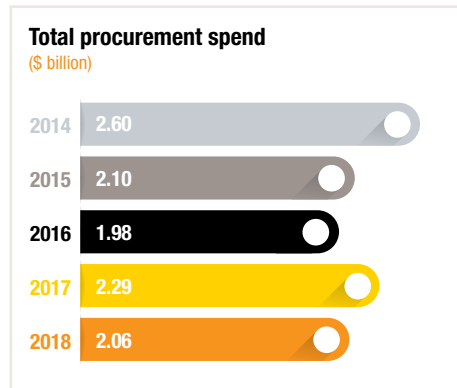 Total procurement spend
($ billion)
2014 2.60
2015 2.10
2016 1.98
2017 2.29
2018 2.06